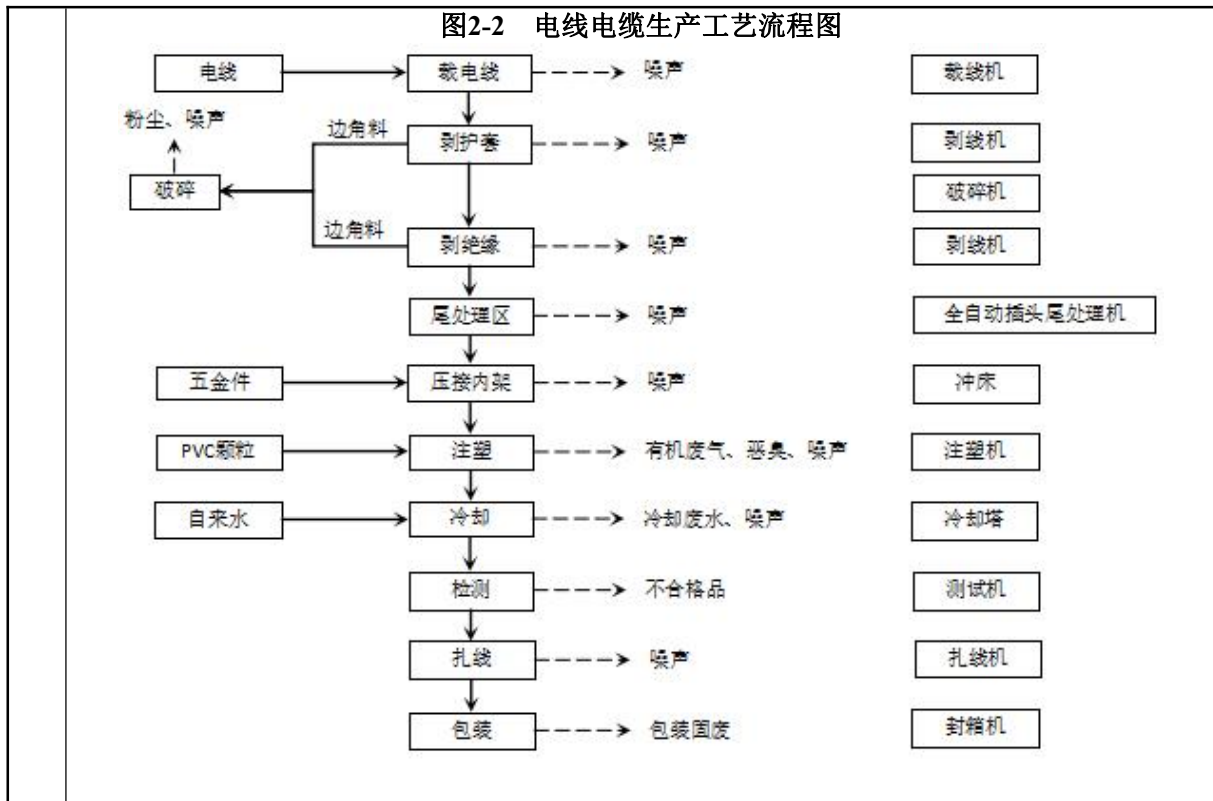 图2-2 电线电缆生产工艺流程图
电线 裁电线 噪声 裁线机
粉尘、噪声 边角料 剥护套 噪声 剥线机
破碎 破碎机
边角料 剥绝缘 噪声 剥线机
尾处理区 噪声 全自动插头尾处理机
五金件 压接内架 噪声 冲床
PVC颗粒 注塑 有机废气、恶臭、噪声 注塑机
自来水 冷却 冷却废水、噪声 冷却塔
检测 不合格品 测试机
扎线 噪声 扎线机
包装 包装固废 封箱机